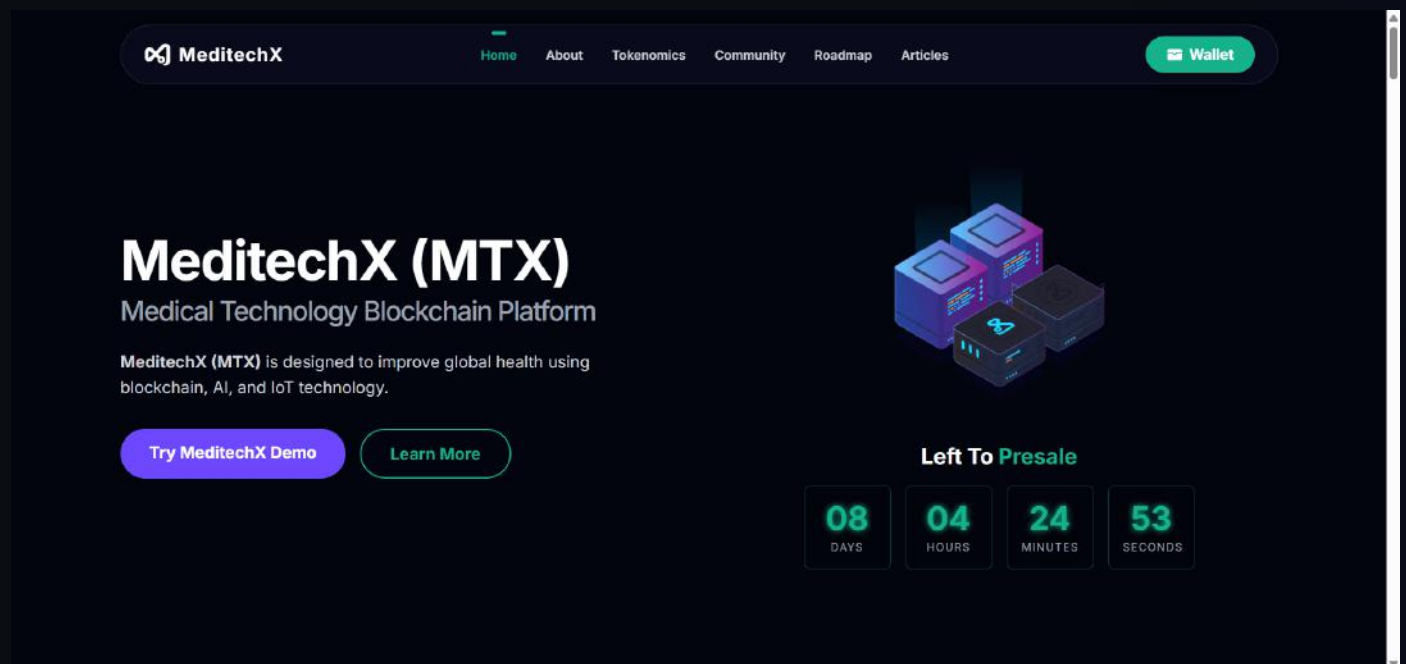 MeditechX
Home
About
Tokenomics
Community
Roadmap
Articles
Wallet
MeditechX (MTX)
Medical Technology Blockchain Platform
MeditechX (MTX) is designed to improve global health using
blockchain, AI, and IoT technology.
Try MeditechX Demo
Learn More
Left To Presale
08
DAYS
04
HOURS
24
MINUTES
53
SECONDS